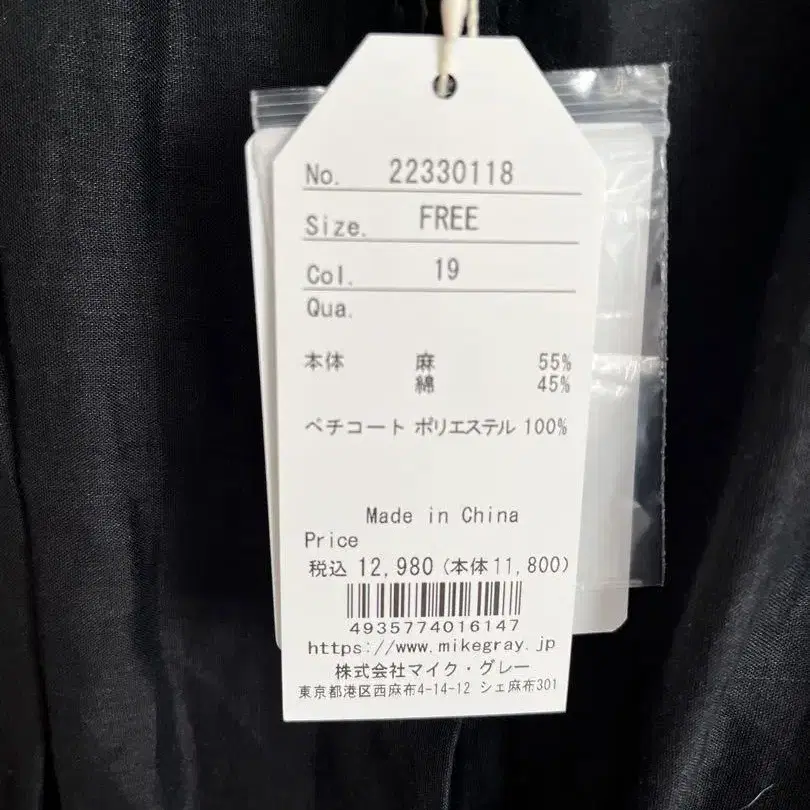 No. 22330118
Size. FREE
Col. 19
Qua.
本体 麻 55%
綿 45%
ペチコート ポリエステル 100%
Made in China
Price
税込 12,980 (本体11,800)
4935774016147
https://www.mikegray.jp
株式会社マイク・グレー
東京都港区西麻布4-14-12 シェ麻布301